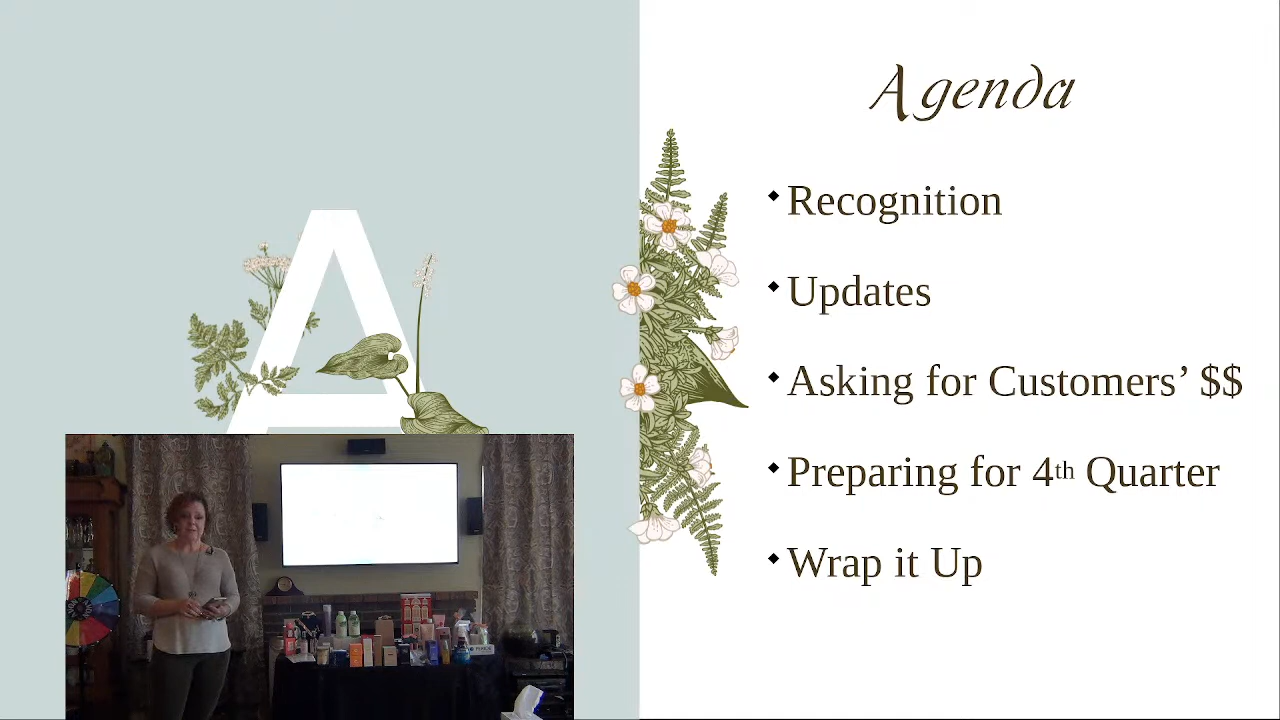 Agenda
A
Recognition
Updates
Asking for Customers’ $$
Preparing for 4th Quarter
Wrap it Up